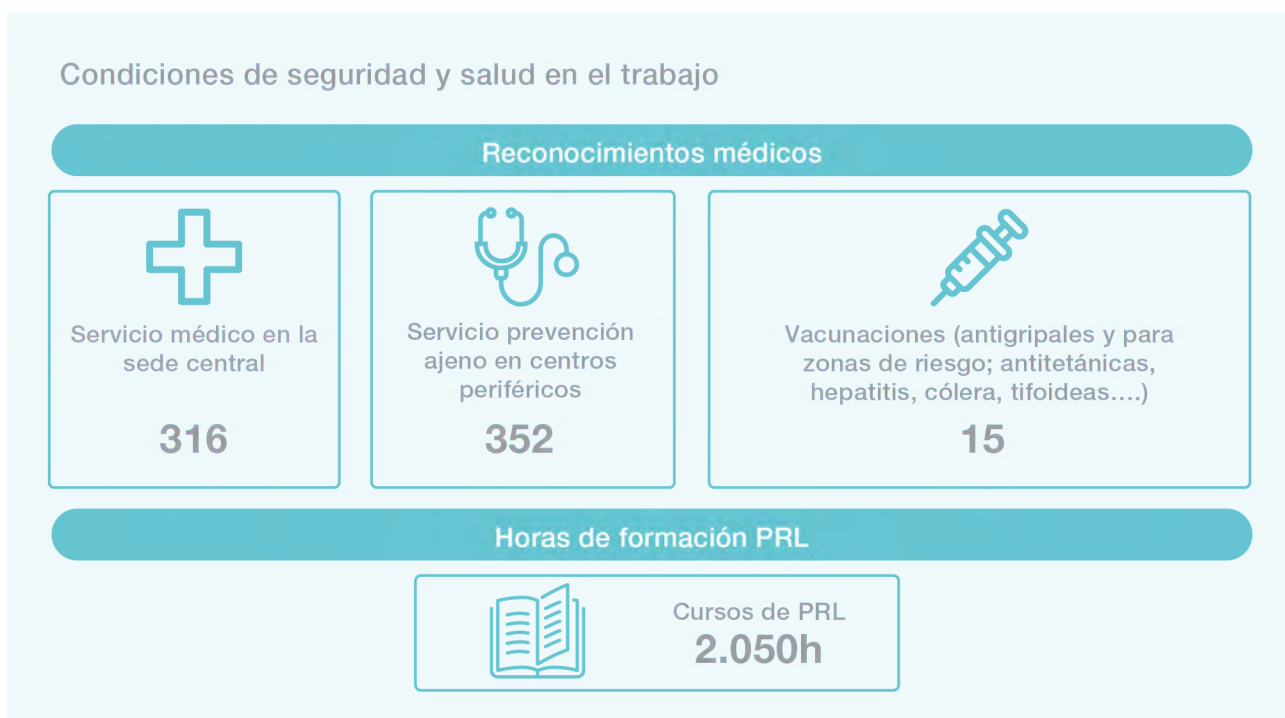 Condiciones de seguridad y salud en el trabajo
Reconocimientos médicos
Servicio médico en la
sede central
316
Servicio prevención
ajeno en centros
periféricos
352
Vacunaciones (antigripales y para
zonas de riesgo; antitetánicas,
hepatitis, cólera, tifoideas....)
15
Horas de formación PRL
Cursos de PRL
2.050h